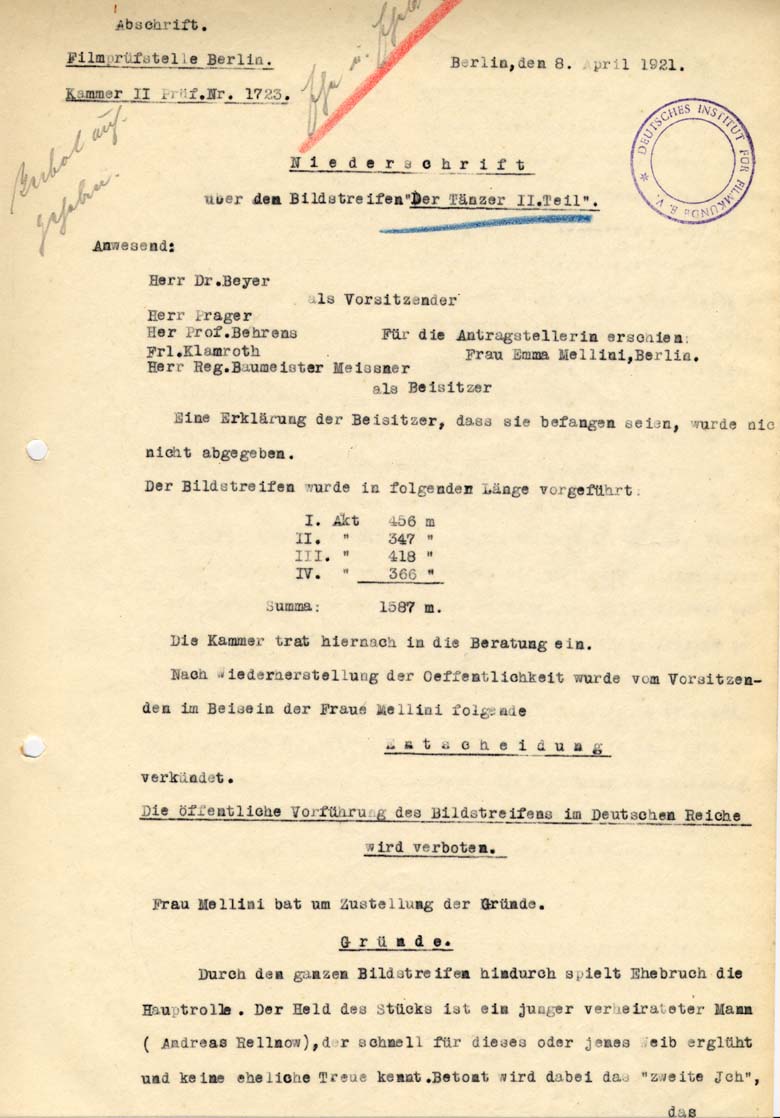 Abschrift.
Filmprüfstelle Berlin.
Berlin,den 8. April 1921.
Kammer II Prüf.Nr. 1723.
Verbot auf-
gehoben.
DEUTSCHES INSTITUT FÜR FILMKUNDE E.V. *
Niederschrift
über den Bildstreifen"Der Tänzer II.Teil".
Anwesend:
Herr Dr.Beyer
als Vorsitzender
Herr Prager
Her Prof.Behrens
Frl.Klamroth
Herr Reg.Baumeister Meissner
als Beisitzer
Für die Antragstellerin erschien:
Frau Emma Mellini,Berlin.
Eine Erklärung der Beisitzer, dass sie befangen seien, wurde nic
nicht abgegeben.
Der Bildstreifen wurde in folgender Länge vorgeführt:
I. Akt 456 m
II. " 347 "
III. " 418 "
IV. " 366 "
Summa: 1587 m.
Die Kammer trat hiernach in die Beratung ein.
Nach Wiederherstellung der Oeffentlichkeit wurde vom Vorsitzen-
den im Beisein der Fraue Mellini folgende
Entscheidung
verkündet.
Die öffentliche Vorführung des Bildstreifens im Deutschen Reiche
wird verboten.
Frau Mellini bat um Zustellung der Gründe.
Gründe.
Durch den ganzen Bildstreifen hindurch spielt Ehebruch die
Hauptrolle. Der Held des Stücks ist ein junger verheirateter Mann
( Andreas Rellnow),der schnell für dieses oder jenes Weib erglüht
und keine eheliche Treue kennt.Betont wird dabei das "zweite Jch",
das